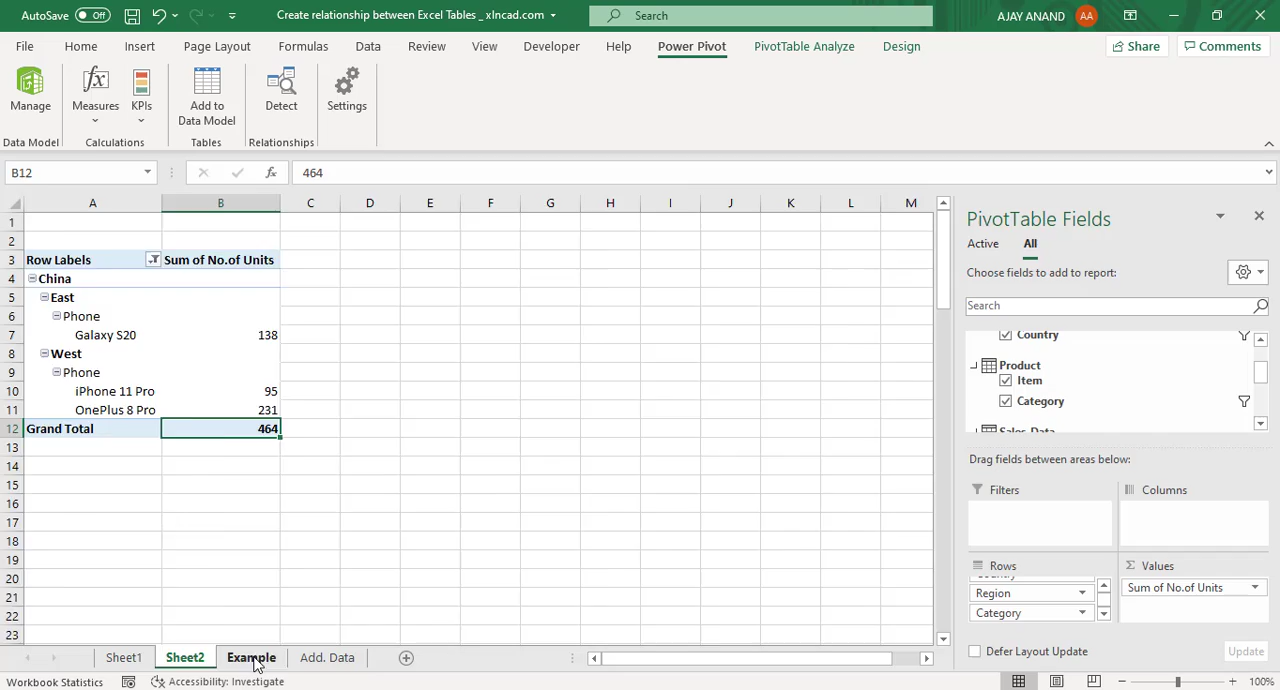 AutoSave Off Create relationship between Excel Tables _ xlncad.com Search AJAY ANAND AA
File Home Insert Page Layout Formulas Data Review View Developer Help Power Pivot PivotTable Analyze Design Share Comments
Manage Measures KPIs Add to Data Model Detect Settings
Data Model Calculations Tables Relationships
B12 fx 464
A B C D E F G H I J K L M
1
2
3 Row Labels Sum of No.of Units
4 China
5 East
6 Phone
7 Galaxy S20 138
8 West
9 Phone
10 iPhone 11 Pro 95
11 OnePlus 8 Pro 231
12 Grand Total 464
13
14
15
16
17
18
19
20
21
22
23
PivotTable Fields
Active All
Choose fields to add to report:
Search
Country
Product
Item
Category
Sales_Data
Drag fields between areas below:
Filters Columns
Rows Values
Country
Region Sum of No.of Units
Category
Defer Layout Update Update
Sheet1 Sheet2 Example Add. Data
Workbook Statistics Accessibility: Investigate 100%